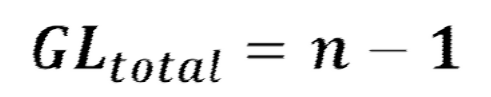 GL_total = n − 1